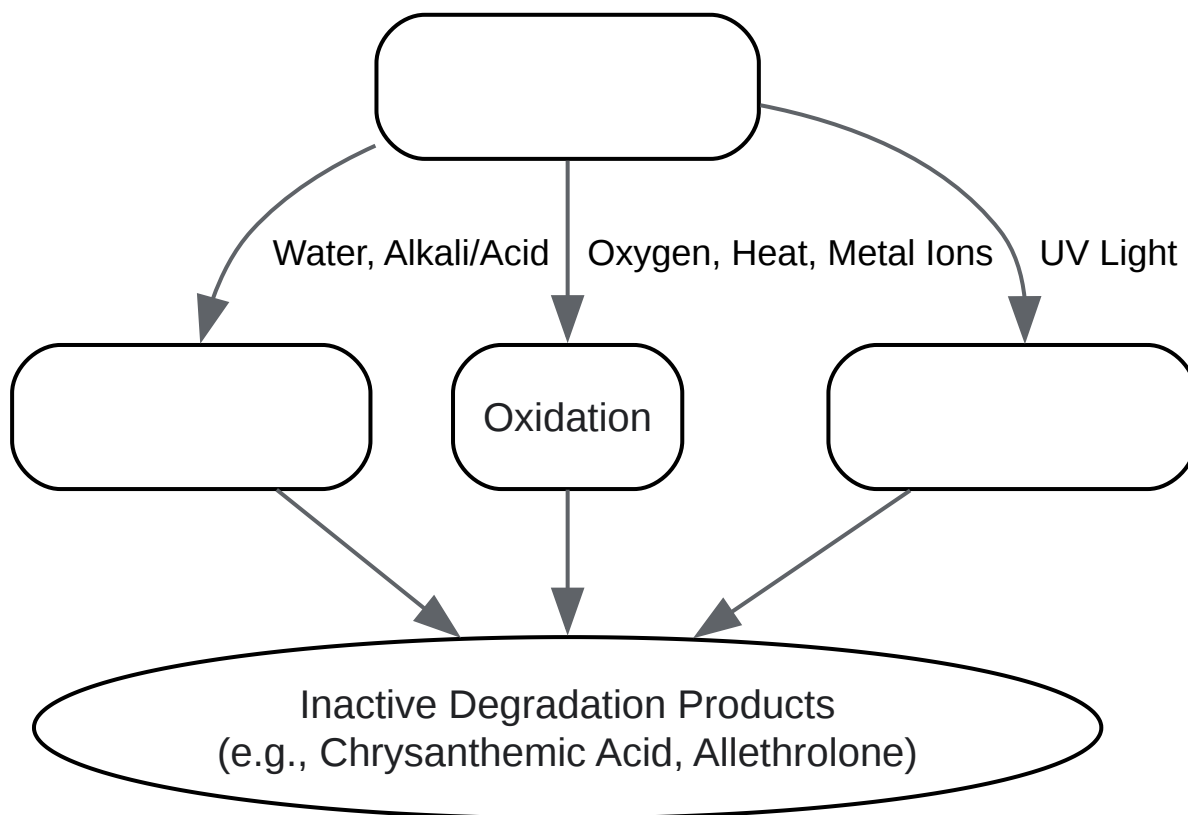 Water, Alkali/Acid
Oxygen, Heat, Metal Ions
UV Light
Oxidation
Inactive Degradation Products
(e.g., Chrysanthemic Acid, Allethrolone)